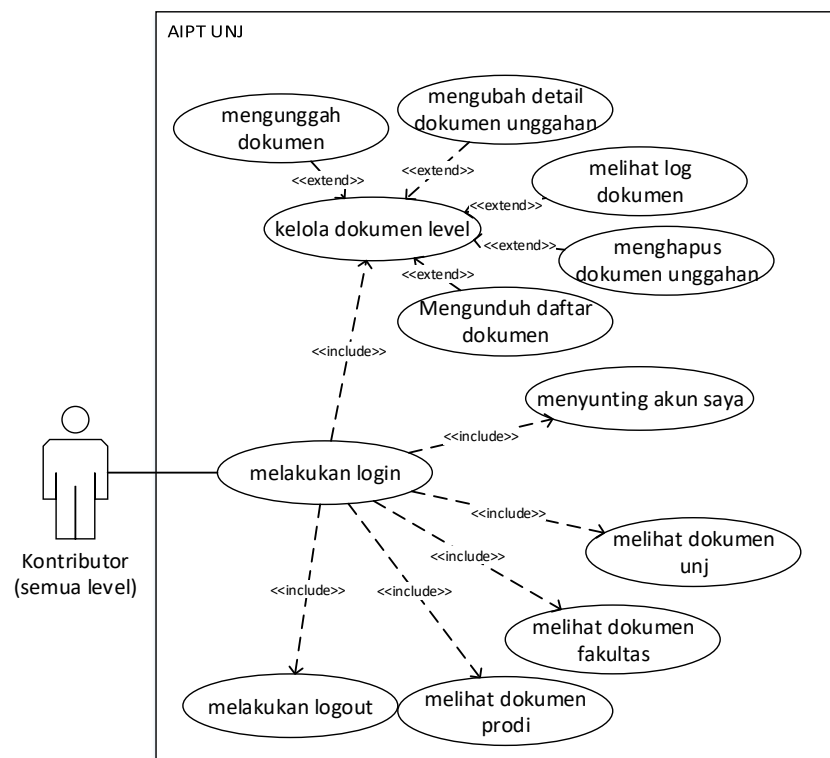 AIPT UNJ
mengunggah
dokumen
mengubah detail
dokumen unggahan
<<extend>>
<<extend>>
melihat log
dokumen
<<extend>>
kelola dokumen level
<<extend>>
menghapus
dokumen unggahan
<<extend>>
Mengunduh daftar
dokumen
<<include>>
menyunting akun saya
<<include>>
melakukan login
<<include>>
melihat dokumen
unj
<<include>>
Kontributor
(semua level)
<<include>>
<<include>>
melihat dokumen
fakultas
melakukan logout
melihat dokumen
prodi